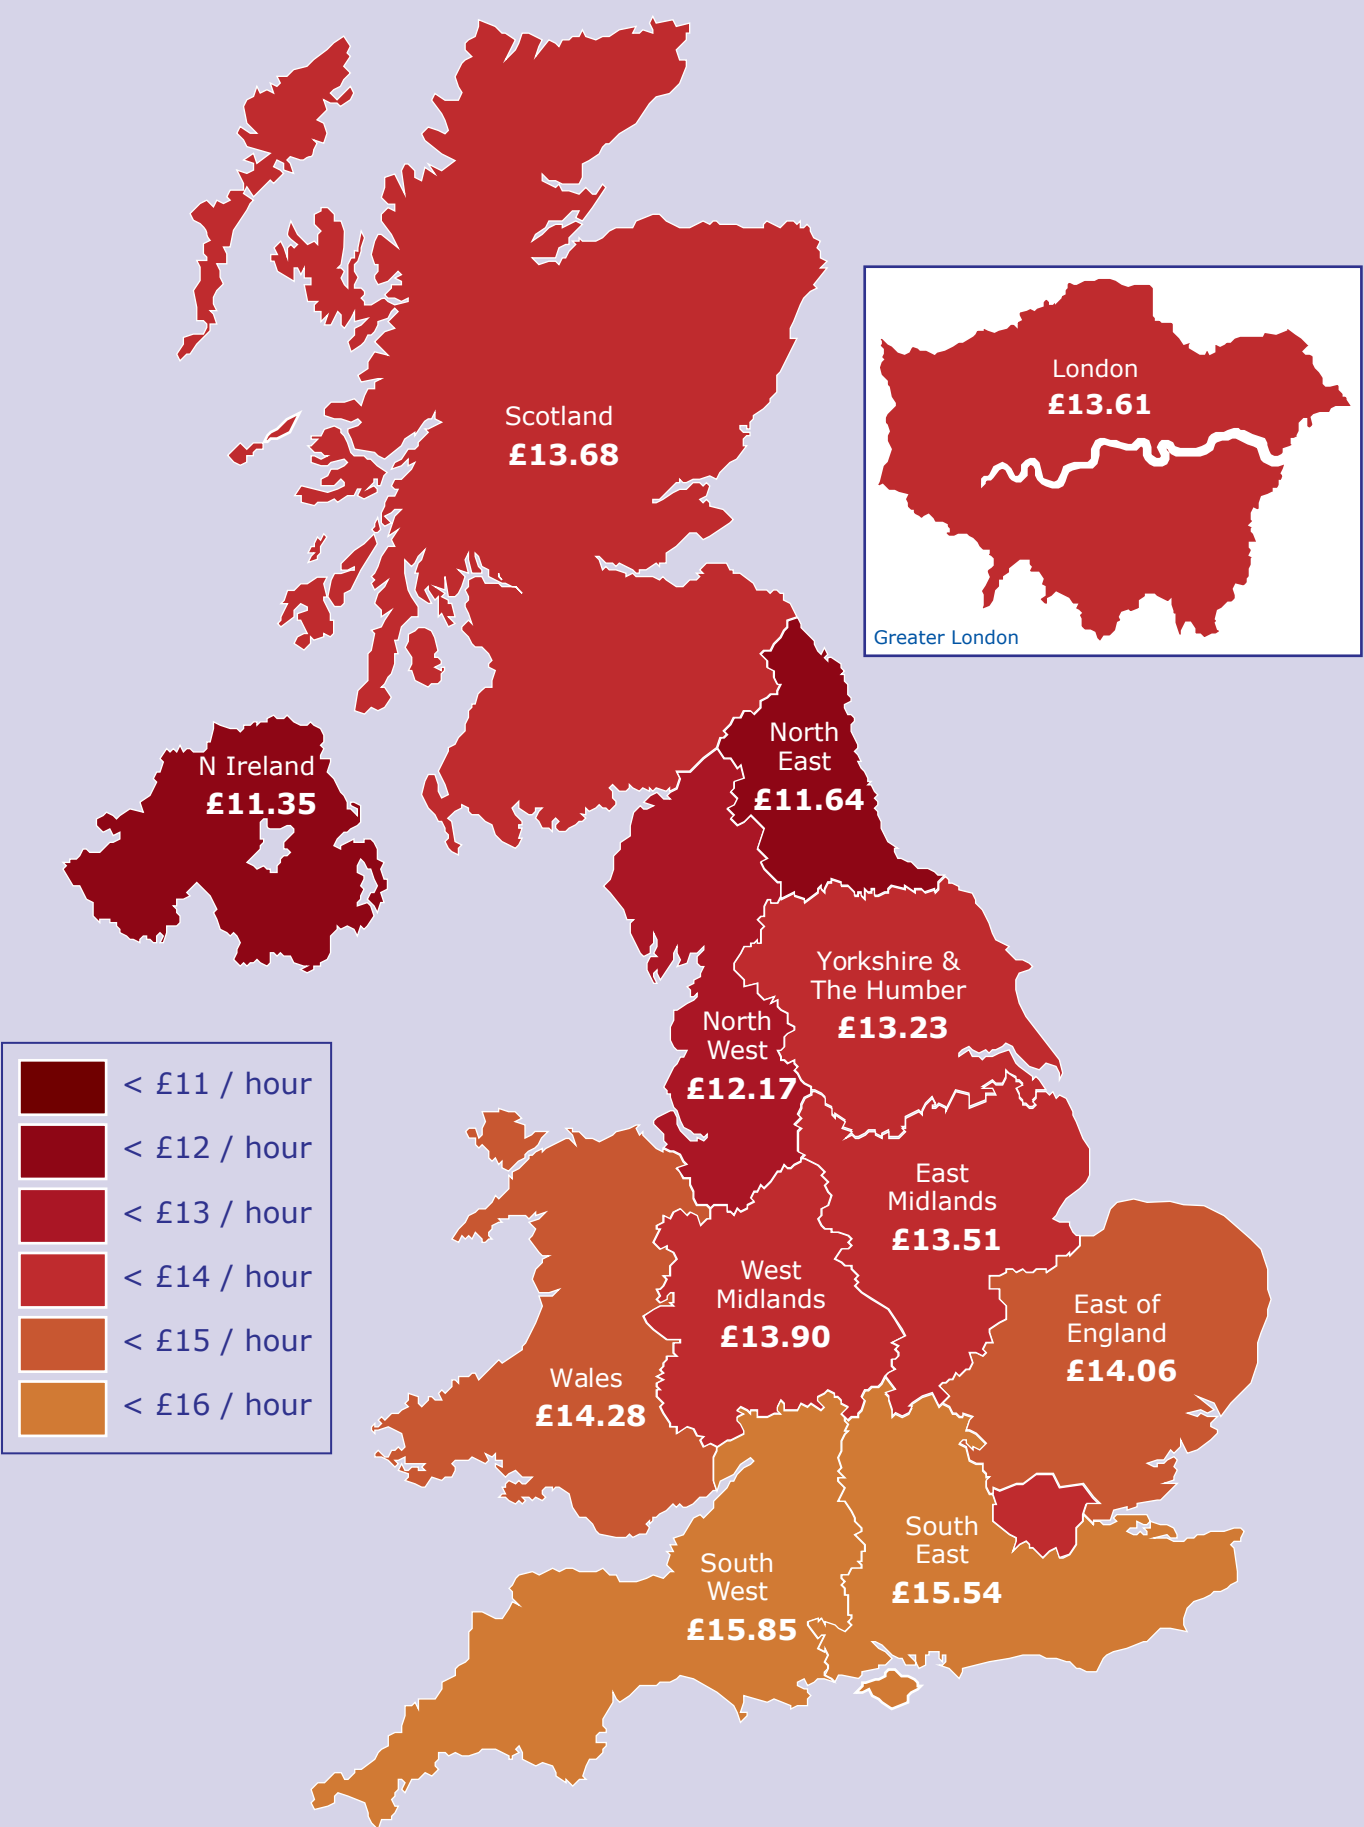 Scotland
£13.68
London
£13.61
Greater London
North
East
£11.64
N Ireland
£11.35
Yorkshire &
The Humber
£13.23
North
West
£12.17
< £11 / hour
< £12 / hour
< £13 / hour
< £14 / hour
< £15 / hour
< £16 / hour
East
Midlands
£13.51
West
Midlands
£13.90
East of
England
£14.06
Wales
£14.28
South
East
£15.54
South
West
£15.85